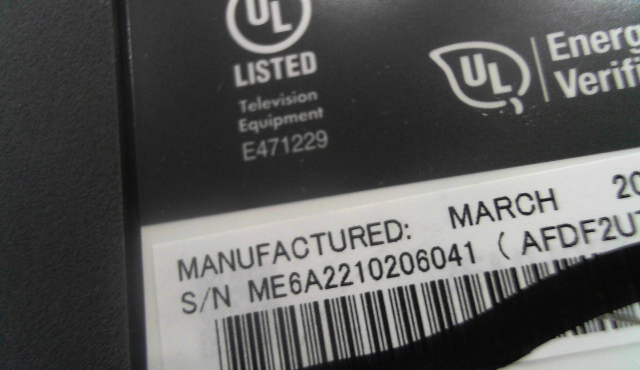 UL
LISTED
Television
Equipment
E471229
UL
Energ
Verifi
MANUFACTURED: MARCH 20
S/N ME6A2210206041 ( AFDF2U